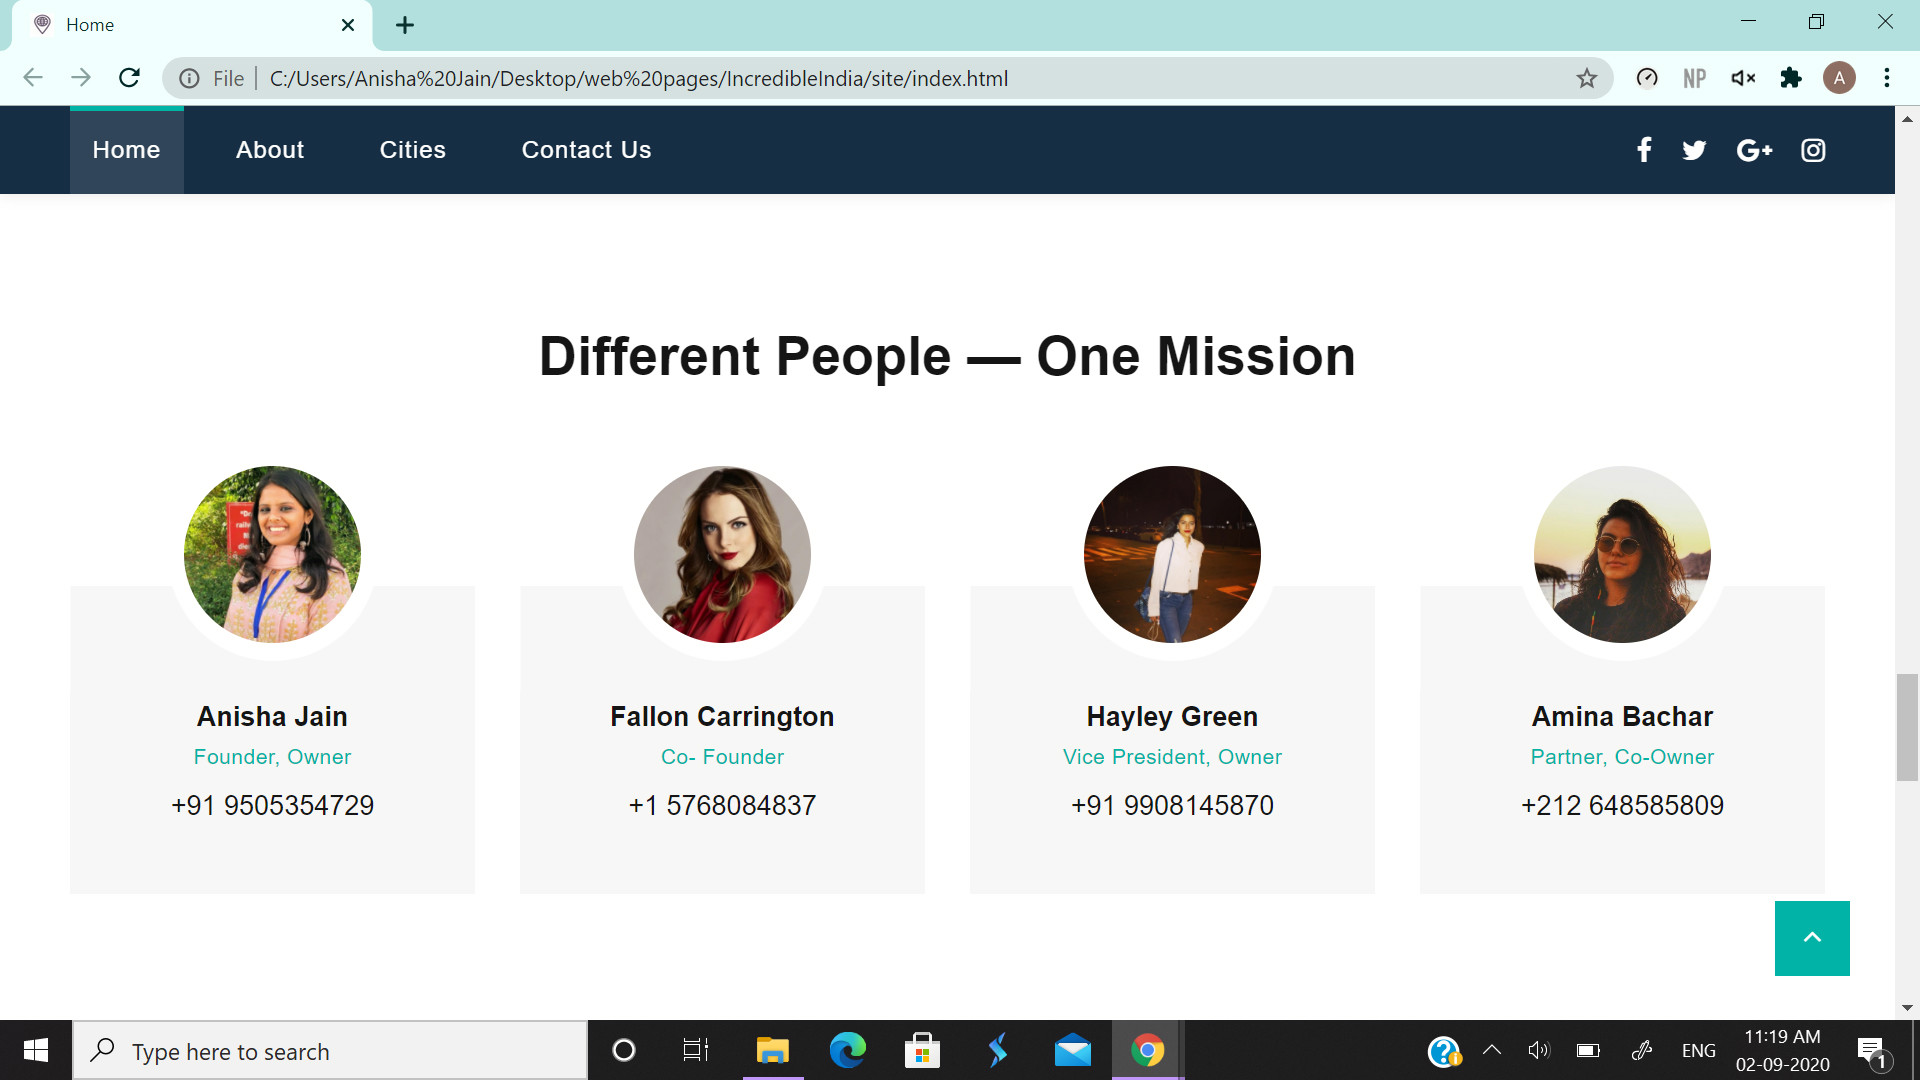 Home
File
C:/Users/Anisha%20Jain/Desktop/web%20pages/IncredibleIndia/site/index.html
NP
A
Home About Cities Contact Us
G+
Different People — One Mission
Anisha Jain
Founder, Owner
+91 9505354729
Fallon Carrington
Co- Founder
+1 5768084837
Hayley Green
Vice President, Owner
+91 9908145870
Amina Bachar
Partner, Co-Owner
+212 648585809
Type here to search
ENG
11:19 AM
02-09-2020
1